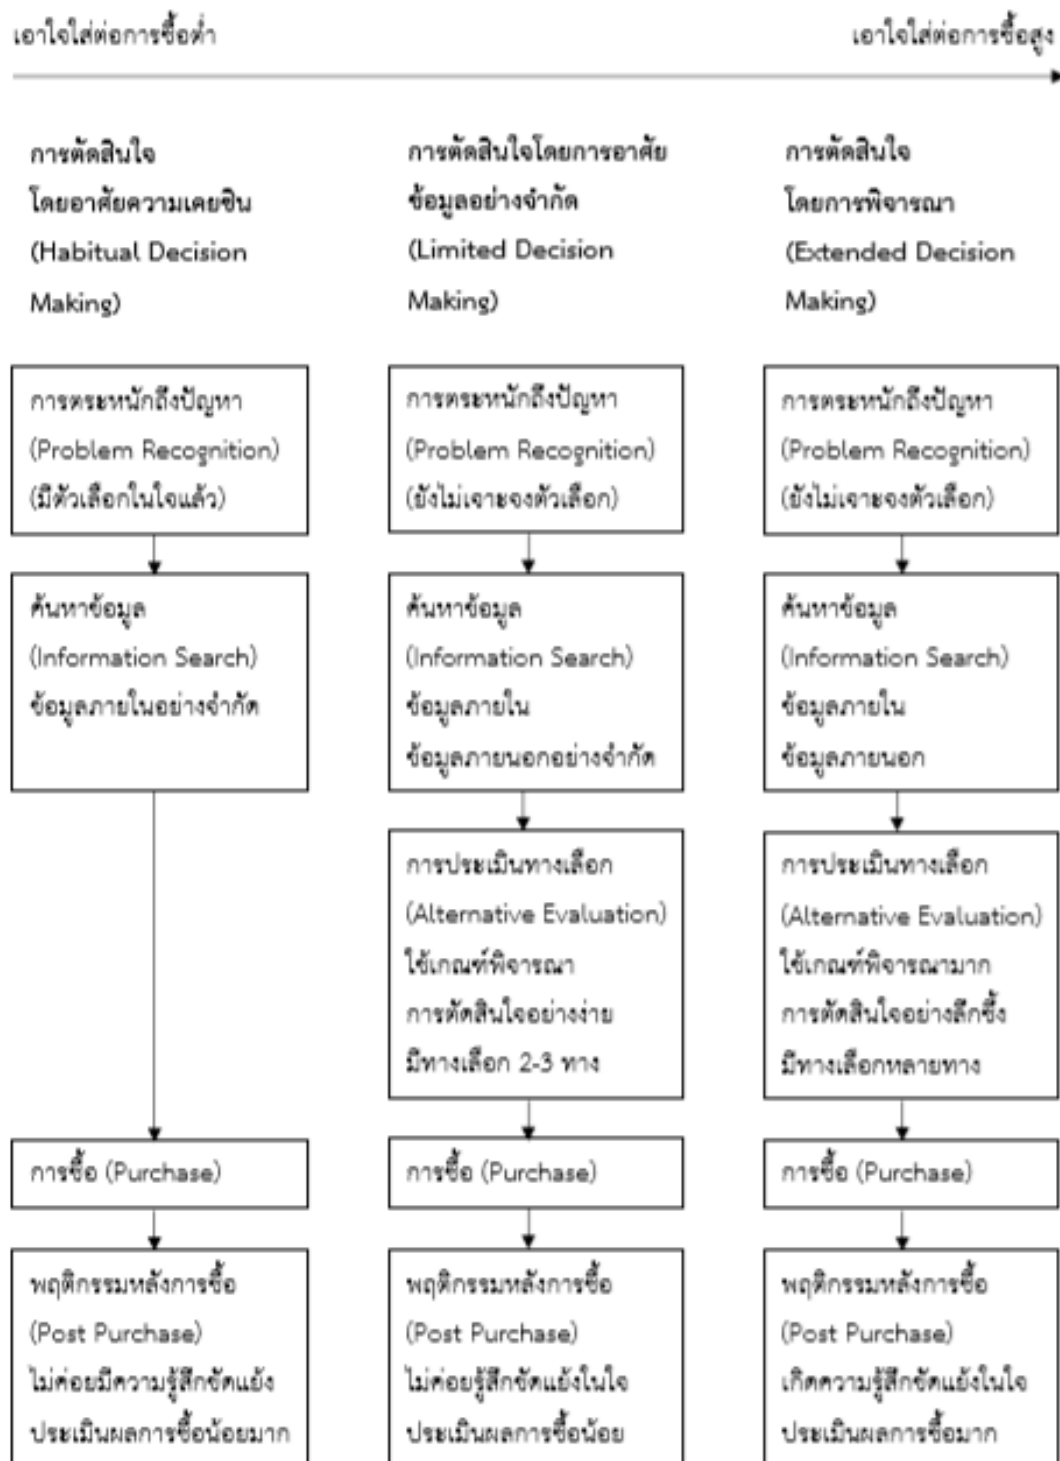 เอาใจใส่ต่อการซื้อต่ำ
เอาใจใส่ต่อการซื้อสูง
การตัดสินใจ
โดยอาศัยความเคยชิน
(Habitual Decision
Making)
การตัดสินใจโดยการอาศัย
ข้อมูลอย่างจำกัด
(Limited Decision
Making)
การตัดสินใจ
โดยการพิจารณา
(Extended Decision
Making)
การตระหนักถึงปัญหา
(Problem Recognition)
(มีตัวเลือกในใจแล้ว)
ค้นหาข้อมูล
(Information Search)
ข้อมูลภายในอย่างจำกัด
การซื้อ (Purchase)
พฤติกรรมหลังการซื้อ
(Post Purchase)
ไม่ค่อยมีความรู้สึกขัดแย้ง
ประเมินผลการซื้อน้อยมาก
การตระหนักถึงปัญหา
(Problem Recognition)
(ยังไม่เจาะจงตัวเลือก)
ค้นหาข้อมูล
(Information Search)
ข้อมูลภายใน
ข้อมูลภายนอกอย่างจำกัด
การประเมินทางเลือก
(Alternative Evaluation)
ใช้เกณฑ์พิจารณา
การตัดสินใจอย่างง่าย
มีทางเลือก 2-3 ทาง
การซื้อ (Purchase)
พฤติกรรมหลังการซื้อ
(Post Purchase)
ไม่ค่อยรู้สึกขัดแย้งในใจ
ประเมินผลการซื้อน้อย
การตระหนักถึงปัญหา
(Problem Recognition)
(ยังไม่เจาะจงตัวเลือก)
ค้นหาข้อมูล
(Information Search)
ข้อมูลภายใน
ข้อมูลภายนอก
การประเมินทางเลือก
(Alternative Evaluation)
ใช้เกณฑ์พิจารณามาก
การตัดสินใจอย่างลึกซึ้ง
มีทางเลือกหลายทาง
การซื้อ (Purchase)
พฤติกรรมหลังการซื้อ
(Post Purchase)
เกิดความรู้สึกขัดแย้งในใจ
ประเมินผลการซื้อมาก